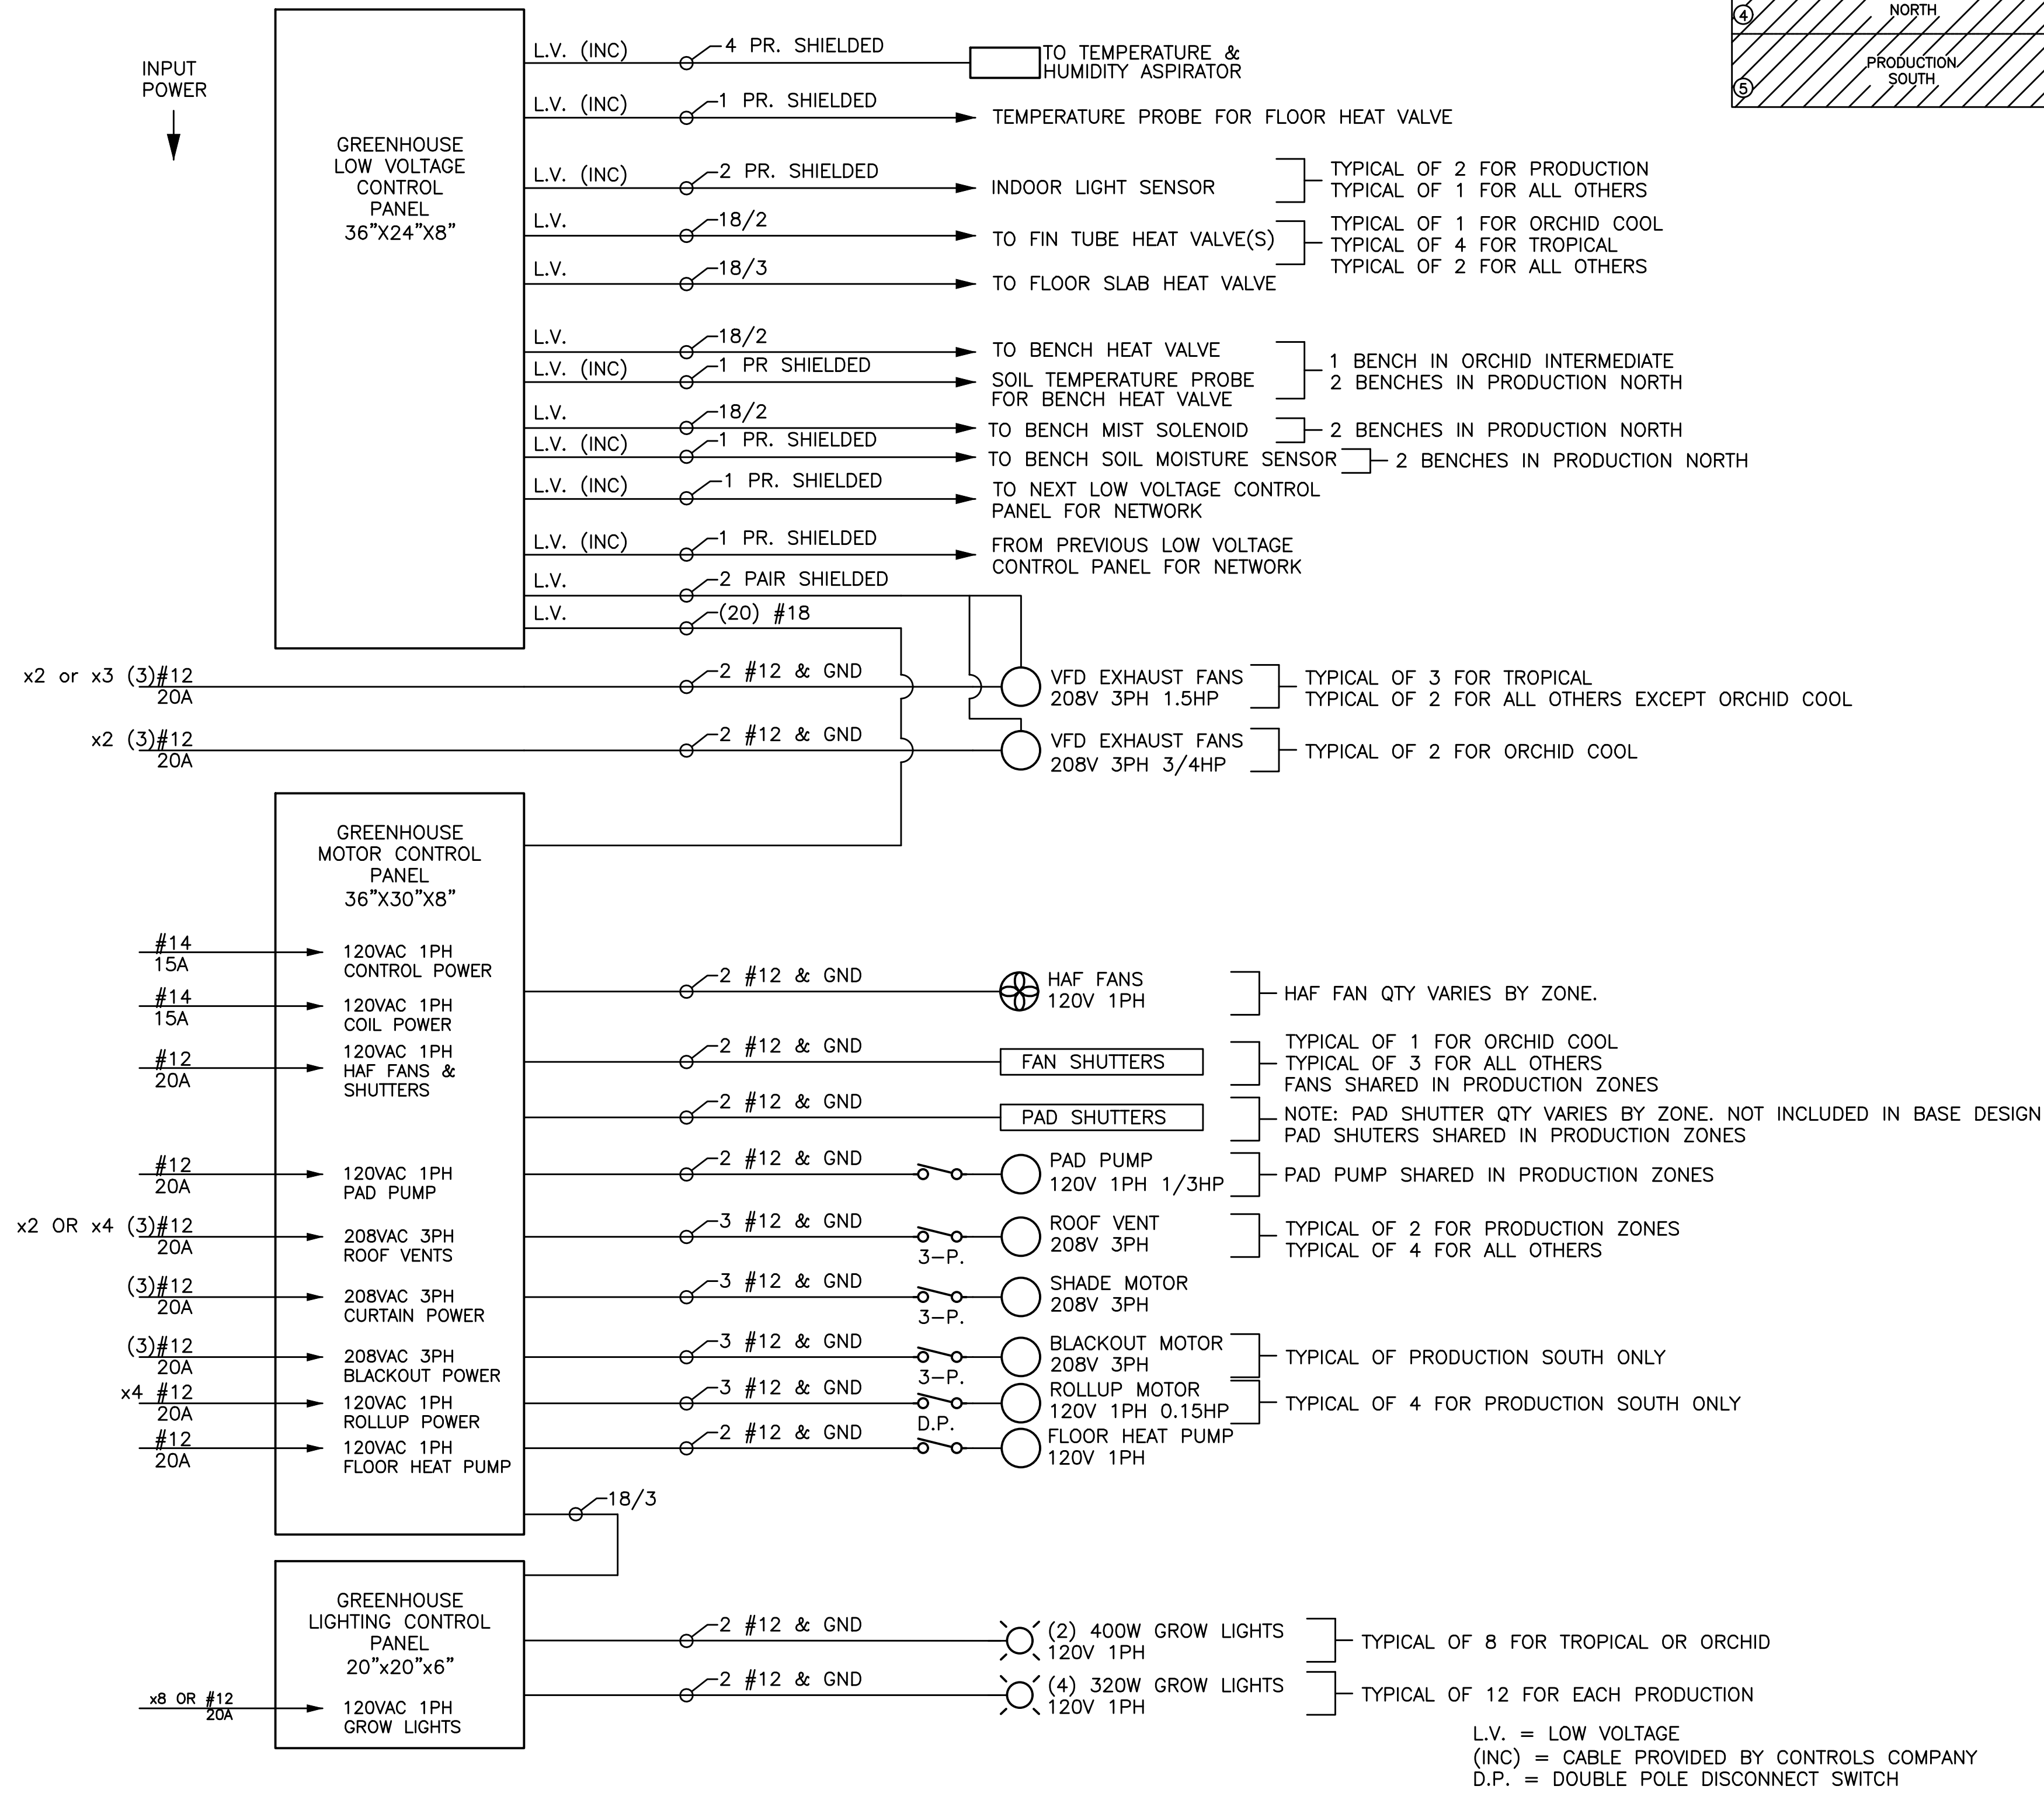 4
NORTH
PRODUCTION
SOUTH
5
INPUT
POWER
GREENHOUSE
LOW VOLTAGE
CONTROL
PANEL
36"X24"X8"
L.V. (INC)
4 PR. SHIELDED
TO TEMPERATURE &
HUMIDITY ASPIRATOR
L.V. (INC)
1 PR. SHIELDED
TEMPERATURE PROBE FOR FLOOR HEAT VALVE
L.V. (INC)
2 PR. SHIELDED
INDOOR LIGHT SENSOR
TYPICAL OF 2 FOR PRODUCTION
TYPICAL OF 1 FOR ALL OTHERS
L.V.
18/2
TO FIN TUBE HEAT VALVE(S)
TYPICAL OF 1 FOR ORCHID COOL
TYPICAL OF 4 FOR TROPICAL
TYPICAL OF 2 FOR ALL OTHERS
L.V.
18/3
TO FLOOR SLAB HEAT VALVE
L.V.
18/2
TO BENCH HEAT VALVE
L.V. (INC)
1 PR SHIELDED
SOIL TEMPERATURE PROBE
FOR BENCH HEAT VALVE
1 BENCH IN ORCHID INTERMEDIATE
2 BENCHES IN PRODUCTION NORTH
L.V.
18/2
TO BENCH MIST SOLENOID
2 BENCHES IN PRODUCTION NORTH
L.V. (INC)
1 PR. SHIELDED
TO BENCH SOIL MOISTURE SENSOR
2 BENCHES IN PRODUCTION NORTH
L.V. (INC)
1 PR. SHIELDED
TO NEXT LOW VOLTAGE CONTROL
PANEL FOR NETWORK
L.V. (INC)
1 PR. SHIELDED
FROM PREVIOUS LOW VOLTAGE
CONTROL PANEL FOR NETWORK
L.V.
2 PAIR SHIELDED
L.V.
(20) #18
x2 or x3 (3)#12
20A
2 #12 & GND
VFD EXHAUST FANS
208V 3PH 1.5HP
TYPICAL OF 3 FOR TROPICAL
TYPICAL OF 2 FOR ALL OTHERS EXCEPT ORCHID COOL
x2 (3)#12
20A
2 #12 & GND
VFD EXHAUST FANS
208V 3PH 3/4HP
TYPICAL OF 2 FOR ORCHID COOL
GREENHOUSE
MOTOR CONTROL
PANEL
36"X30"X8"
#14
15A
120VAC 1PH
CONTROL POWER
#14
15A
120VAC 1PH
COIL POWER
2 #12 & GND
HAF FANS
120V 1PH
HAF FAN QTY VARIES BY ZONE.
#12
20A
120VAC 1PH
HAF FANS &
SHUTTERS
2 #12 & GND
FAN SHUTTERS
TYPICAL OF 1 FOR ORCHID COOL
TYPICAL OF 3 FOR ALL OTHERS
FANS SHARED IN PRODUCTION ZONES
2 #12 & GND
PAD SHUTTERS
NOTE: PAD SHUTTER QTY VARIES BY ZONE. NOT INCLUDED IN BASE DESIGN
PAD SHUTERS SHARED IN PRODUCTION ZONES
#12
20A
120VAC 1PH
PAD PUMP
2 #12 & GND
PAD PUMP
120V 1PH 1/3HP
PAD PUMP SHARED IN PRODUCTION ZONES
x2 OR x4 (3)#12
20A
208VAC 3PH
ROOF VENTS
3 #12 & GND
3-P.
ROOF VENT
208V 3PH
TYPICAL OF 2 FOR PRODUCTION ZONES
TYPICAL OF 4 FOR ALL OTHERS
(3)#12
20A
208VAC 3PH
CURTAIN POWER
3 #12 & GND
3-P.
SHADE MOTOR
208V 3PH
(3)#12
20A
208VAC 3PH
BLACKOUT POWER
3 #12 & GND
3-P.
BLACKOUT MOTOR
208V 3PH
TYPICAL OF PRODUCTION SOUTH ONLY
x4 #12
20A
120VAC 1PH
ROLLUP POWER
3 #12 & GND
D.P.
ROLLUP MOTOR
120V 1PH 0.15HP
TYPICAL OF 4 FOR PRODUCTION SOUTH ONLY
#12
20A
120VAC 1PH
FLOOR HEAT PUMP
2 #12 & GND
FLOOR HEAT PUMP
120V 1PH
18/3
GREENHOUSE
LIGHTING CONTROL
PANEL
20"x20"x6"
2 #12 & GND
(2) 400W GROW LIGHTS
120V 1PH
TYPICAL OF 8 FOR TROPICAL OR ORCHID
x8 OR #12
20A
120VAC 1PH
GROW LIGHTS
2 #12 & GND
(4) 320W GROW LIGHTS
120V 1PH
TYPICAL OF 12 FOR EACH PRODUCTION
L.V. = LOW VOLTAGE
(INC) = CABLE PROVIDED BY CONTROLS COMPANY
D.P. = DOUBLE POLE DISCONNECT SWITCH